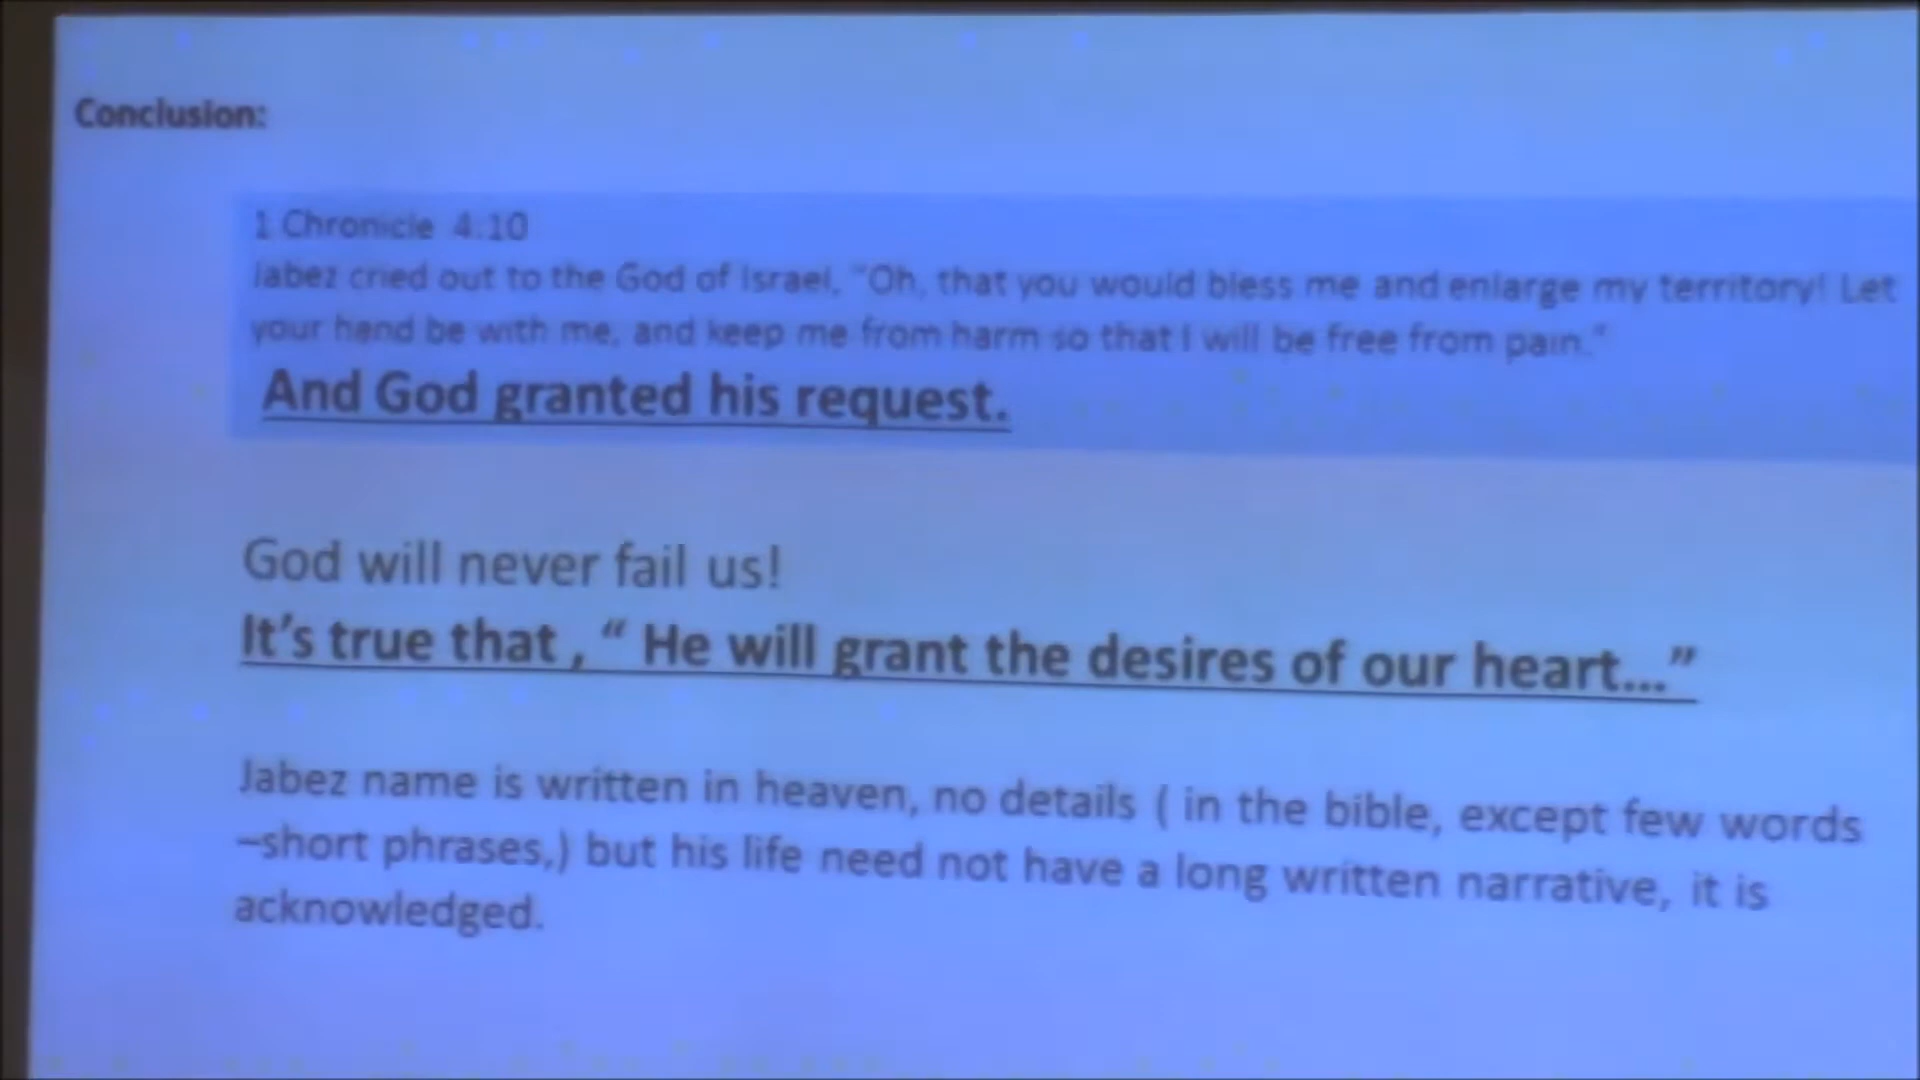 Conclusion:
1 Chronicle 4:10
Jabez cried out to the God of Israel, "Oh, that you would bless me and enlarge my territory! Let
your hand be with me, and keep me from harm so that I will be free from pain."
And God granted his request.
God will never fail us!
It's true that , " He will grant the desires of our heart..."
Jabez name is written in heaven, no details ( in the bible, except few words
–short phrases,) but his life need not have a long written narrative, it is
acknowledged.